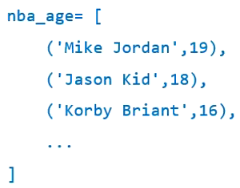 nba_age= [
('Mike Jordan',19),
('Jason Kid',18),
('Korby Briant',16),
...
]